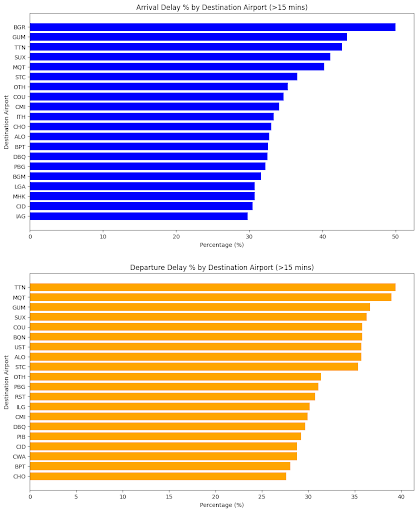 Arrival Delay % by Destination Airport (>15 mins)
Destination Airport
BGR
GUM
TTN
SUX
MQT
STC
OTH
COU
CMI
ITH
CHO
ALO
BPT
DBQ
PBG
BGM
LGA
MHK
CID
IAG
0 10 20 30 40 50
Percentage (%)
Departure Delay % by Destination Airport (>15 mins)
Destination Airport
TTN
MQT
GUM
SUX
COU
BQN
UST
ALO
STC
OTH
PBG
RST
ILG
CMI
DBQ
PIB
CID
CWA
BPT
CHO
0 5 10 15 20 25 30 35 40
Percentage (%)